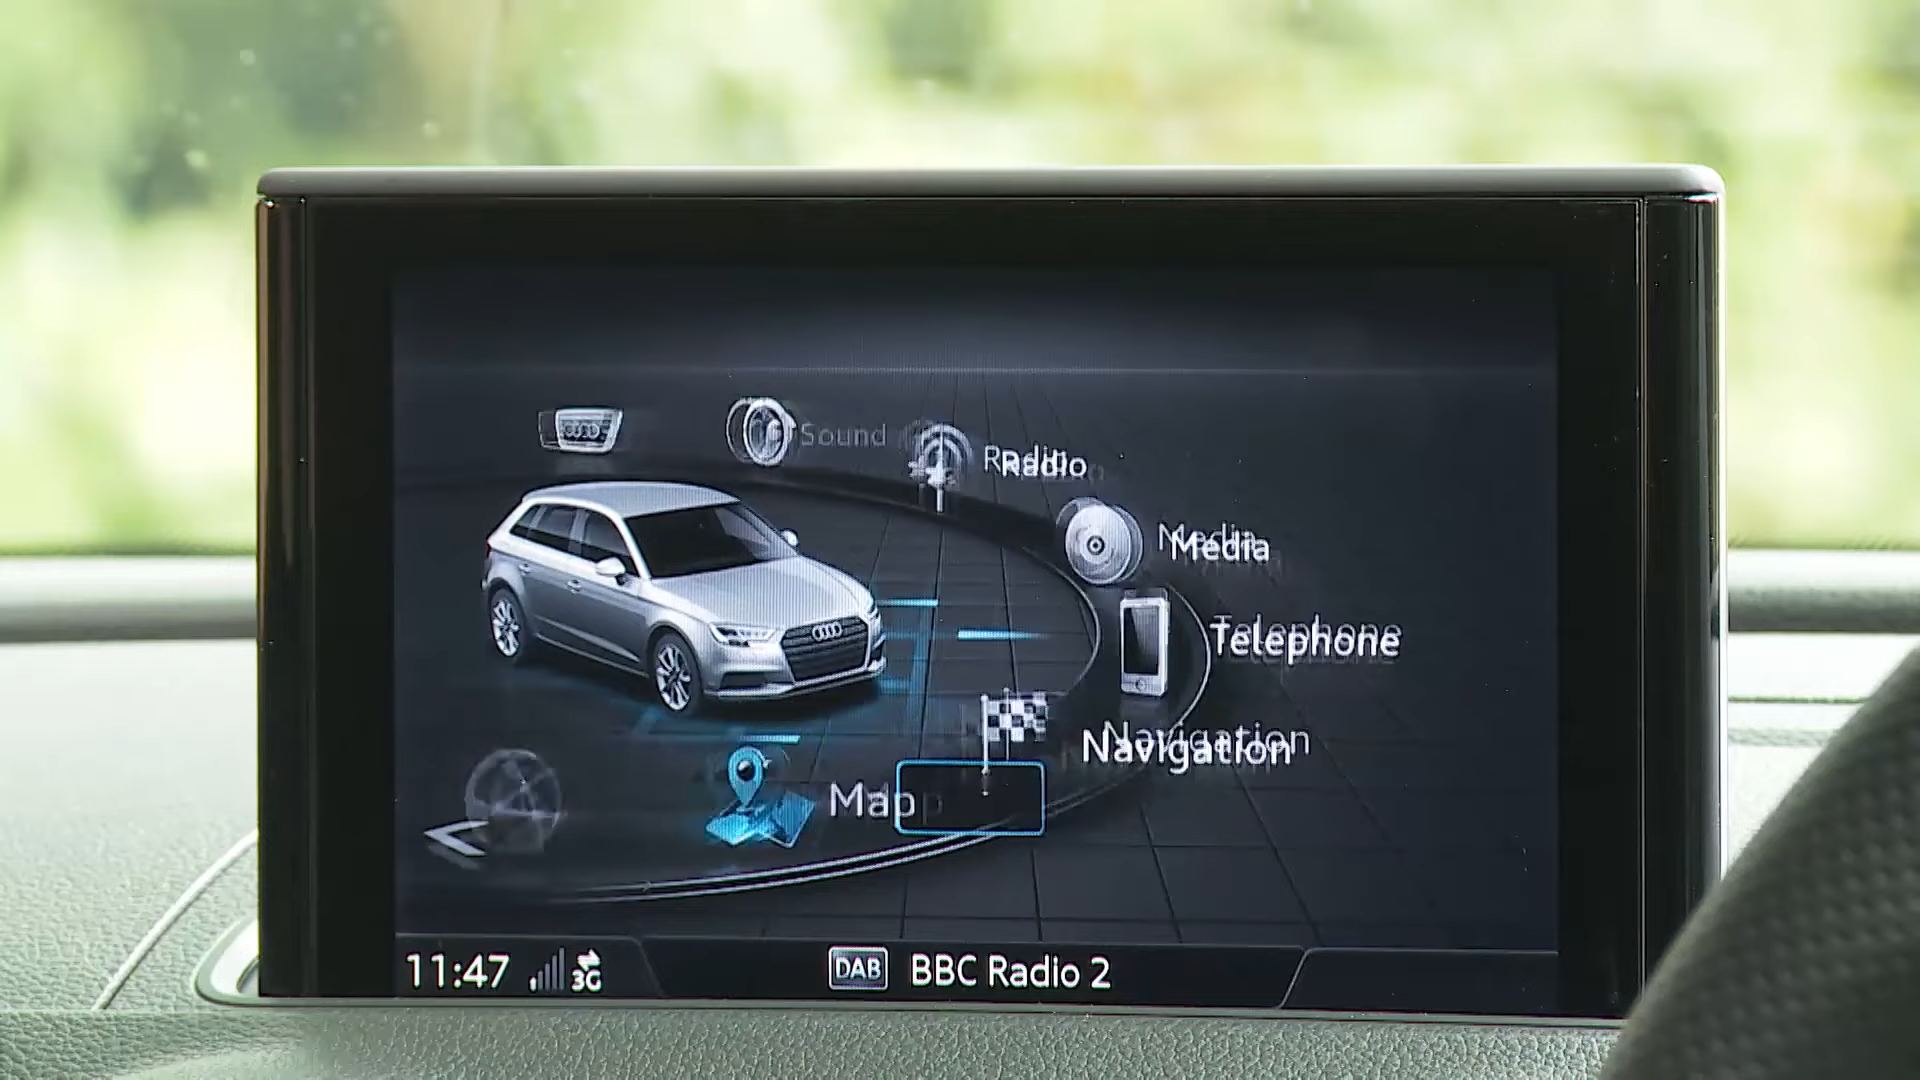 Sound
Radio
Media
Telephone
Navigation
Map
11:47 3G DAB BBC Radio 2